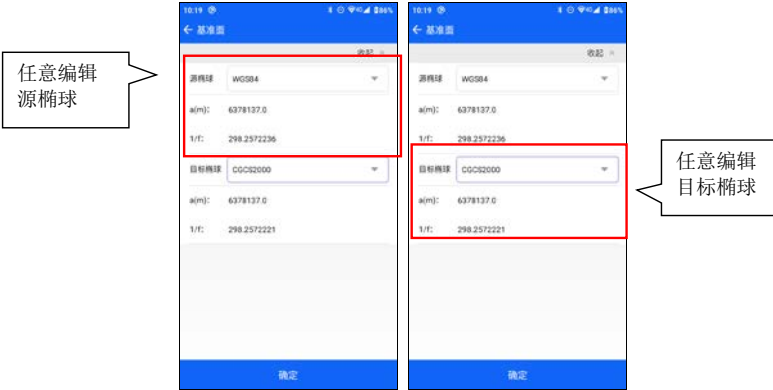 任意编辑
源椭球
10:19
86%
← 基准面
收起
源椭球 WGS84
a(m): 6378137.0
1/f: 298.2572236
目标椭球 CGCS2000
a(m): 6378137.0
1/f: 298.2572221
确定
10:19
86%
← 基准面
收起
源椭球 WGS84
a(m): 6378137.0
1/f: 298.2572236
目标椭球 CGCS2000
a(m): 6378137.0
1/f: 298.2572221
确定
任意编辑
目标椭球